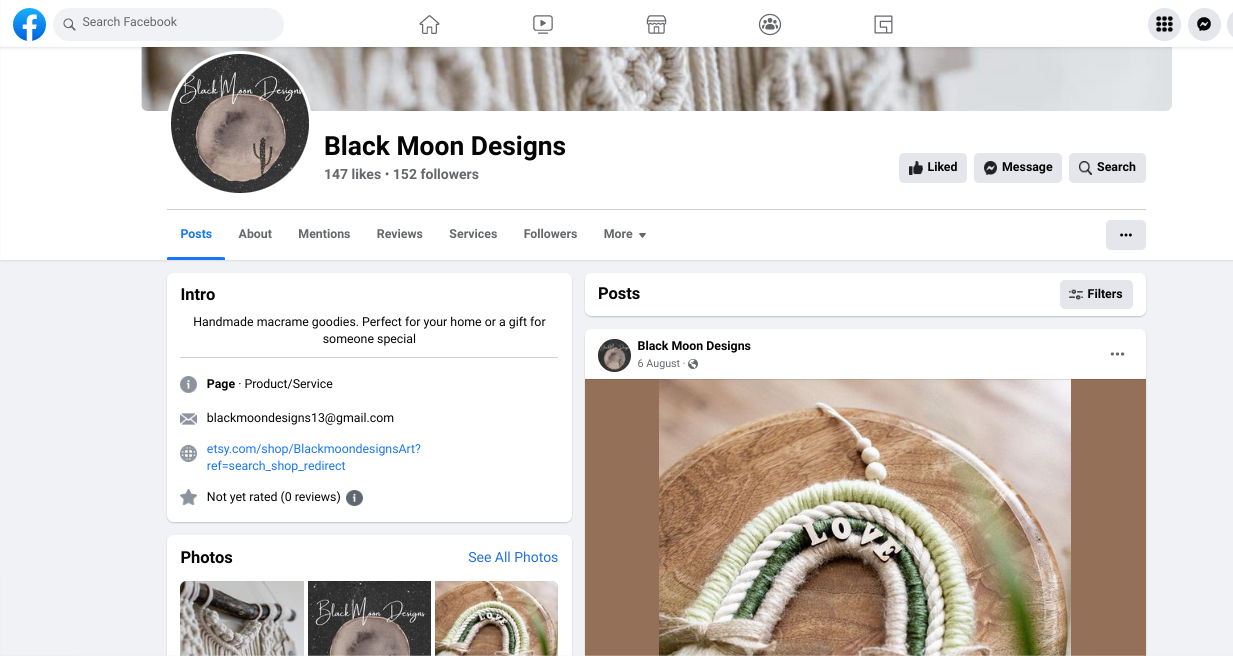 Search Facebook
Black Moon Designs
Black Moon Designs
147 likes · 152 followers
Liked
Message
Search
Posts
About
Mentions
Reviews
Services
Followers
More
Intro
Handmade macrame goodies. Perfect for your home or a gift for
someone special
Page · Product/Service
blackmoondesigns13@gmail.com
etsy.com/shop/BlackmoondesignsArt?
ref=search_shop_redirect
Not yet rated (0 reviews)
Photos
See All Photos
Black Moon Designs
LOVE
Posts
Filters
Black Moon Designs
6 August ·
LOVE